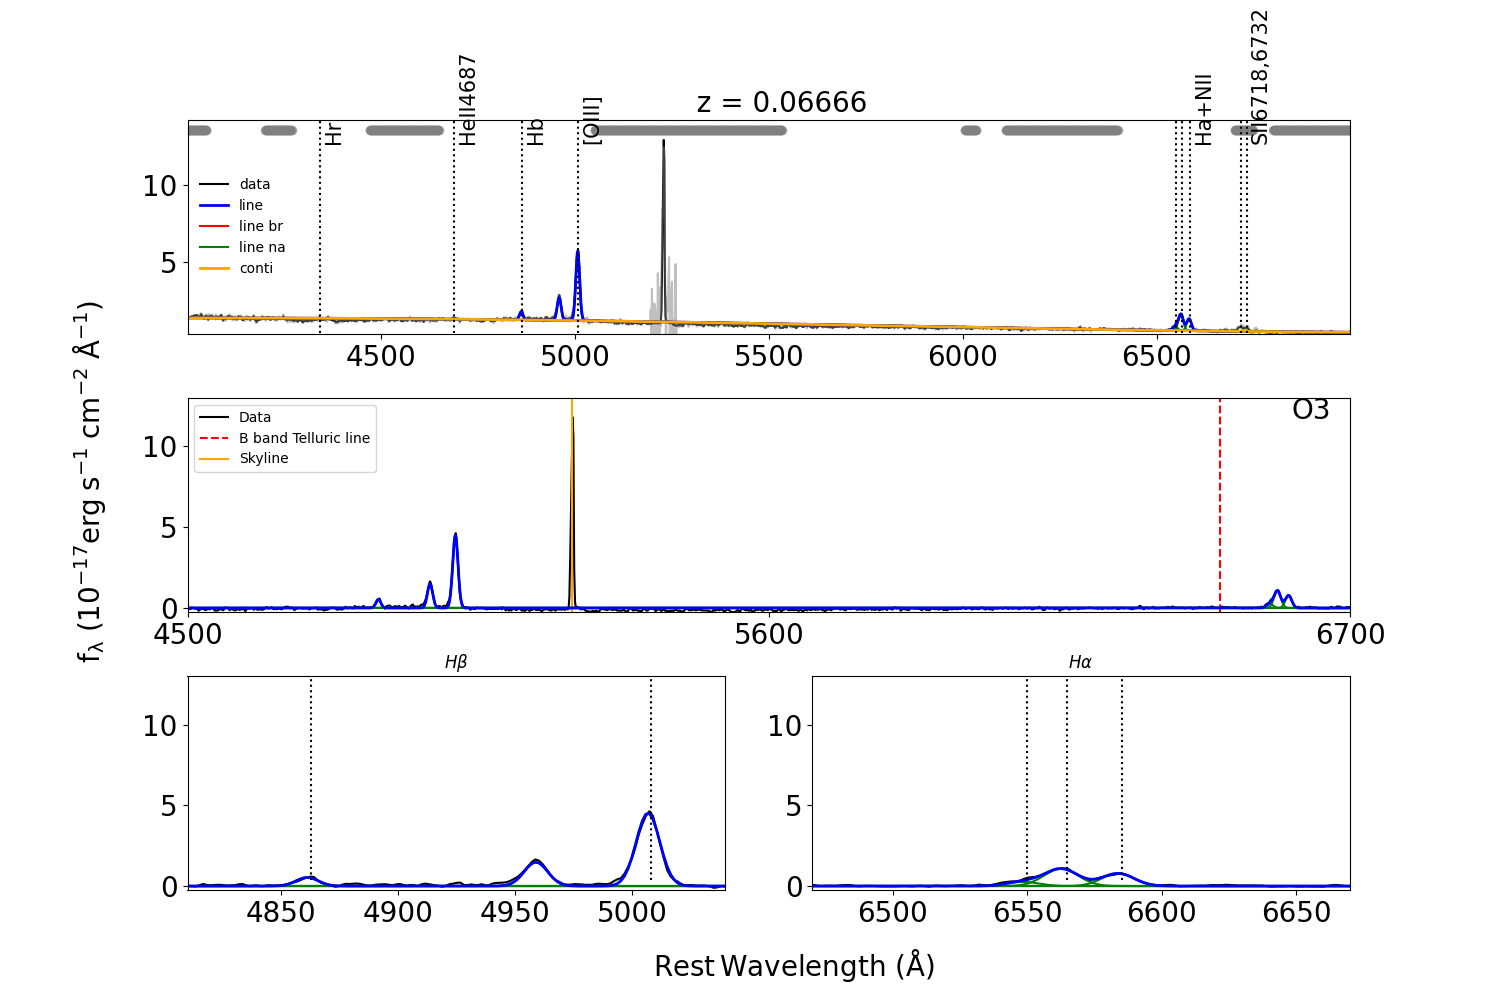 z = 0.06666
Hr
HeII4687
Hb
[OIII]
Ha+NII
SII6718,6732
10
5
data
line
line br
line na
conti
4500 5000 5500 6000 6500
O3
Data
B band Telluric line
Skyline
10
5
0
4500 5600 6700
fλ (10⁻¹⁷erg s⁻¹ cm⁻² Å⁻¹)
Hβ
10
5
0
4850 4900 4950 5000
Hα
10
5
0
6500 6550 6600 6650
Rest Wavelength (Å)